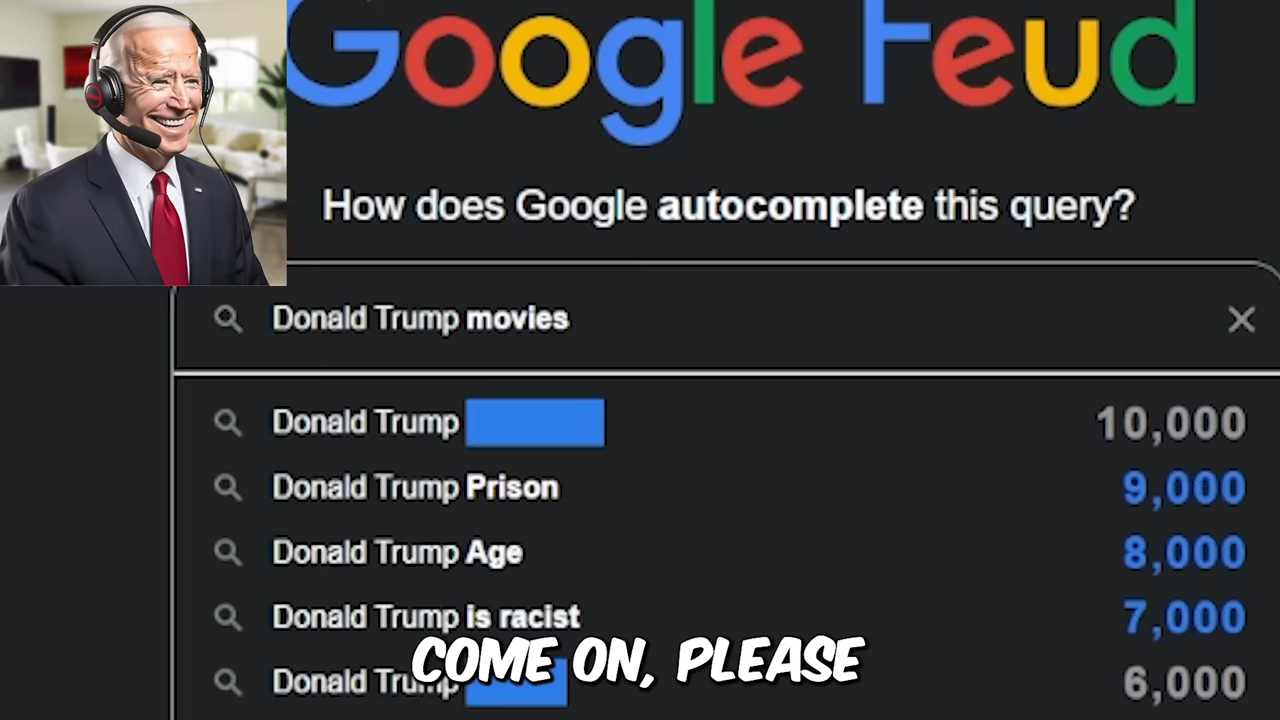 Google Feud
How does Google autocomplete this query?
Donald Trump movies
Donald Trump 10,000
Donald Trump Prison 9,000
Donald Trump Age 8,000
Donald Trump is racist 7,000
COME ON, PLEASE
Donald Trump 6,000